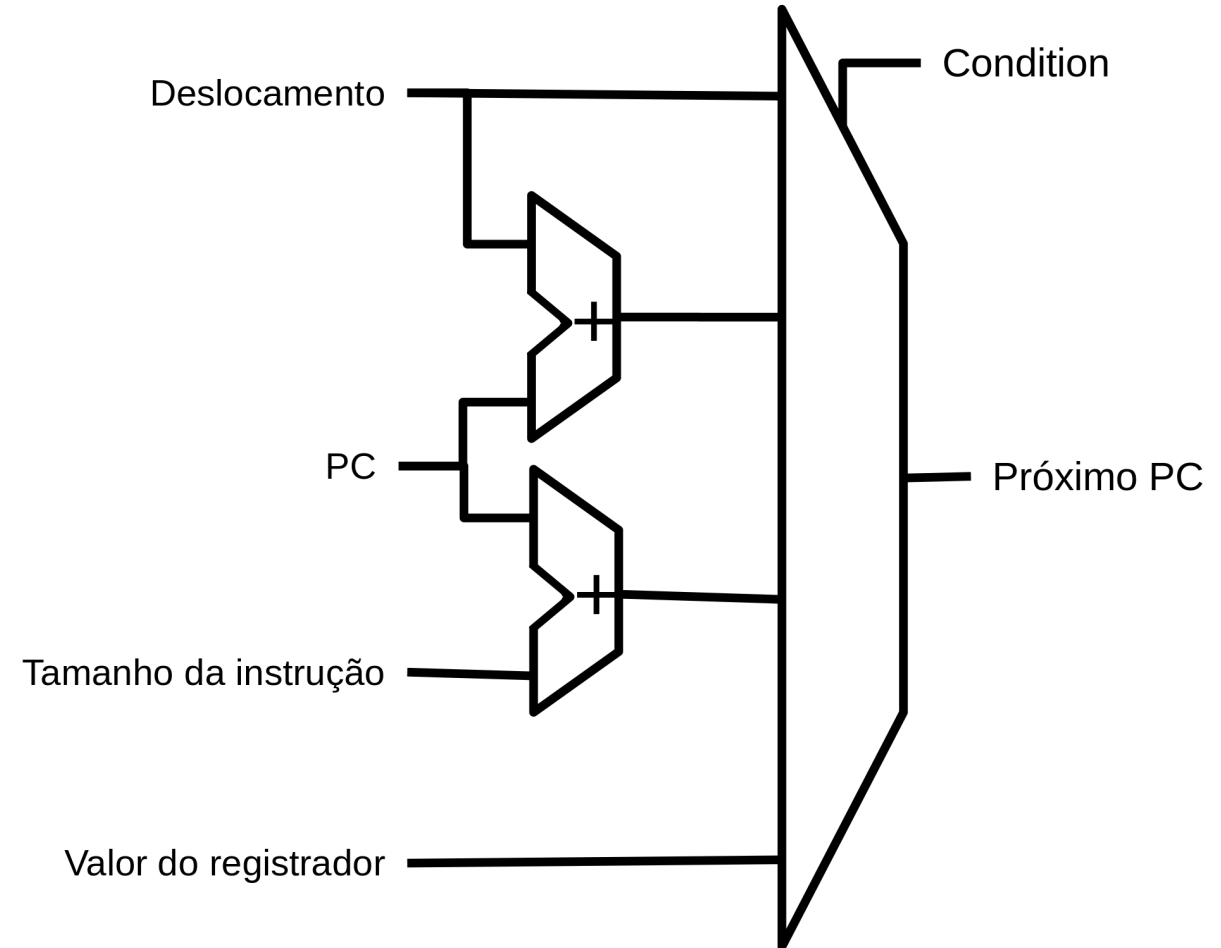 Condition
Deslocamento
+
PC
Próximo PC
+
Tamanho da instrução
Valor do registrador